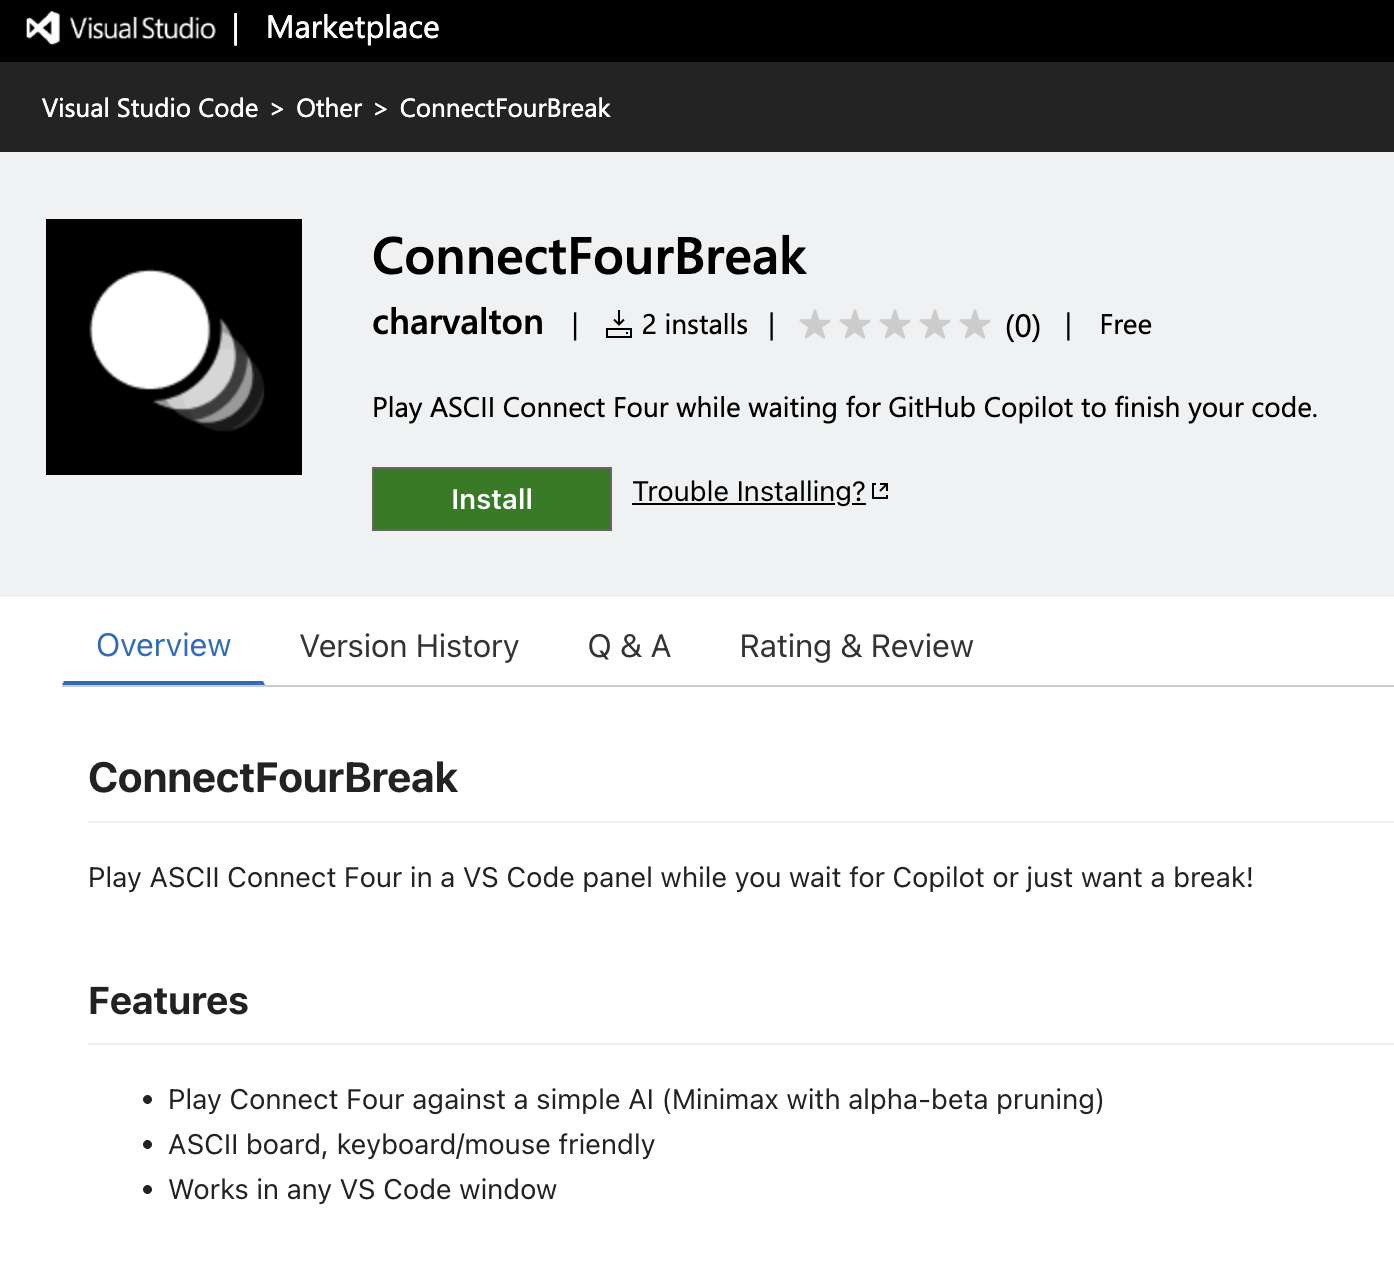 Visual Studio | Marketplace
Visual Studio Code > Other > ConnectFourBreak
ConnectFourBreak
charvalton | 2 installs | (0) | Free
Play ASCII Connect Four while waiting for GitHub Copilot to finish your code.
Install Trouble Installing?
Overview Version History Q & A Rating & Review
ConnectFourBreak
Play ASCII Connect Four in a VS Code panel while you wait for Copilot or just want a break!
Features
• Play Connect Four against a simple AI (Minimax with alpha-beta pruning)
• ASCII board, keyboard/mouse friendly
• Works in any VS Code window